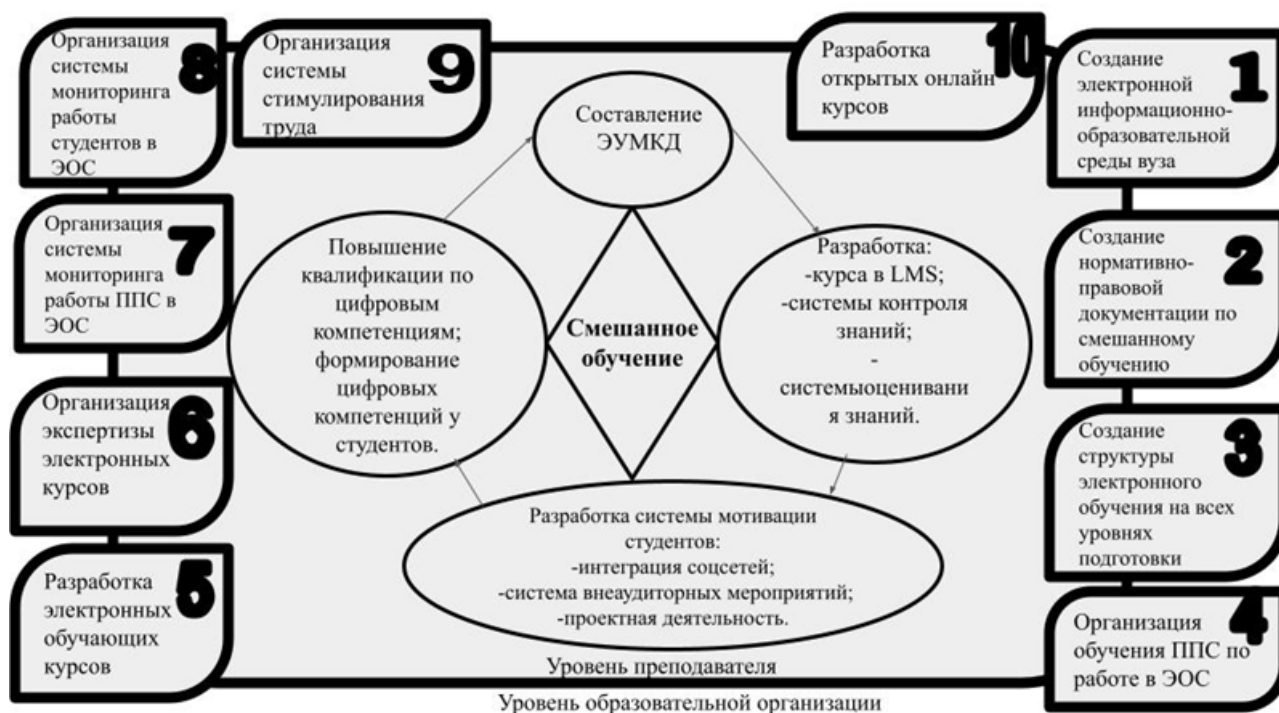 Организация
системы
мониторинга
работы
студентов в
ЭОС
8
Организация
системы
стимулирования
труда
9
Разработка
открытых онлайн
курсов
10
Создание
электронной
информационно-
образовательной
среды вуза
1
Составление
ЭУМКД
Организация
системы
мониторинга
работы ППС в
ЭОС
7
Повышение
квалификации по
цифровым
компетенциям;
формирование
цифровых
компетенций у
студентов.
Смешанное
обучение
Разработка:
-курса в LMS;
-системы контроля
знаний;
-
системыоценивани
я знаний.
Создание
нормативно-
правовой
документации по
смешанному
обучению
2
Организация
экспертизы
электронных
курсов
6
Создание
структуры
электронного
обучения на всех
уровнях
подготовки
3
Разработка системы мотивации
студентов:
-интеграция соцсетей;
-система внеаудиторных мероприятий;
-проектная деятельность.
Разработка
электронных
обучающих
курсов
5
Организация
обучения ППС по
работе в ЭОС
4
Уровень преподавателя
Уровень образовательной организации